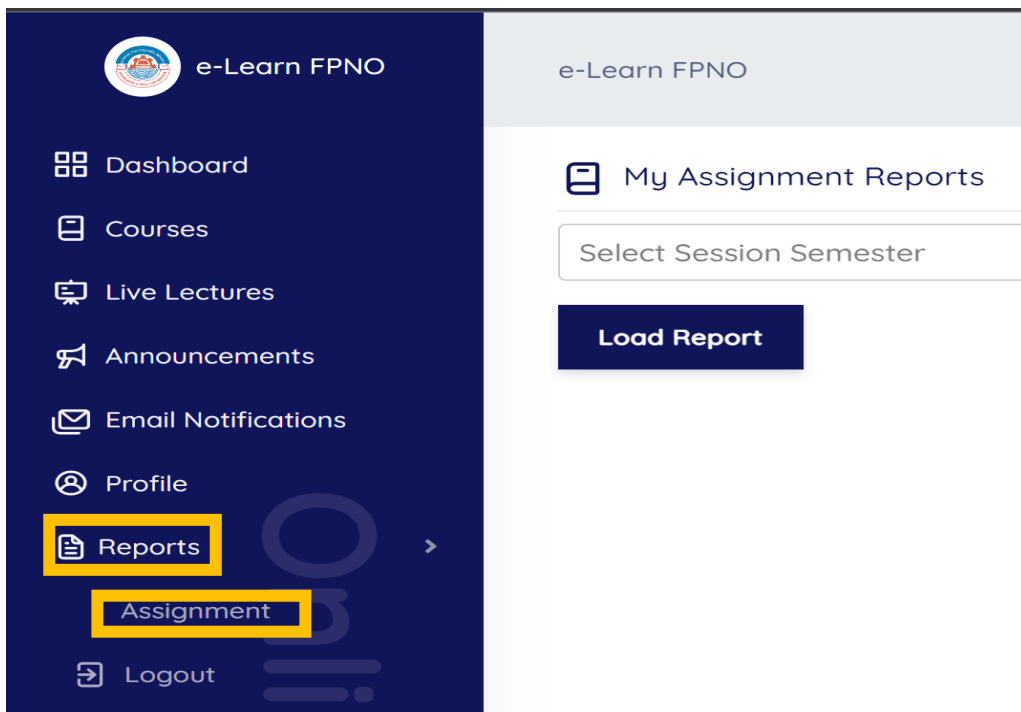 e-Learn FPNO
Dashboard
Courses
Live Lectures
Announcements
Email Notifications
Profile
Reports
Assignment
Logout
e-Learn FPNO
My Assignment Reports
Select Session Semester
Load Report